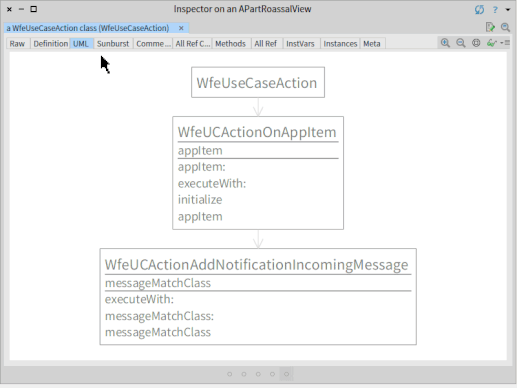 Inspector on an APartRoassalView
a WfeUseCaseAction class (WfeUseCaseAction)
Raw Definition UML Sunburst Comme ... All Ref C... Methods All Ref InstVars Instances Meta
WfeUseCaseAction
WfeUCActionOnAppItem
appItem
appItem:
executeWith:
initialize
appItem
WfeUCActionAddNotificationIncomingMessage
messageMatchClass
executeWith:
messageMatchClass:
messageMatchClass